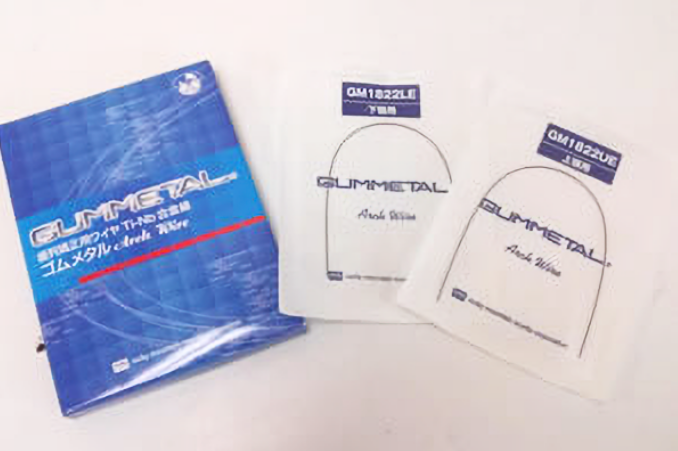 GUMMETAL®
歯列矯正用ワイヤ Ti-Nb合金線
ゴムメタル Arch Wire
GM1822LE
下顎用
GUMMETAL
Arch Wire
GM1822UE
上顎用
GUMMETAL®
Arch Wire